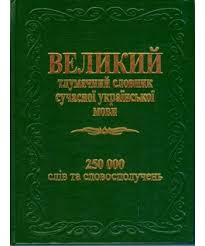 ВЕЛИКИЙ
тлумачний словник
сучасної української
мови
250 000
слів та словосполучень